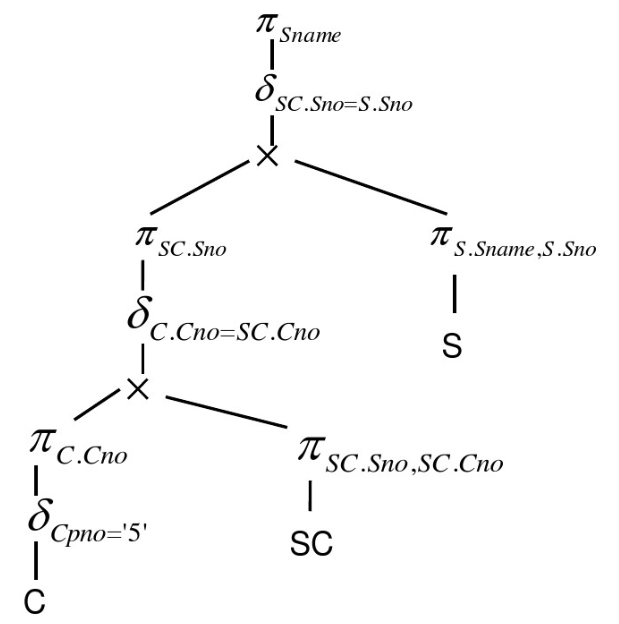 π Sname
δ SC.Sno=S.Sno
×
π SC.Sno
π S.Sname,S.Sno
δ C.Cno=SC.Cno
S
×
π C.Cno
π SC.Sno,SC.Cno
δ Cpno='5'
SC
C